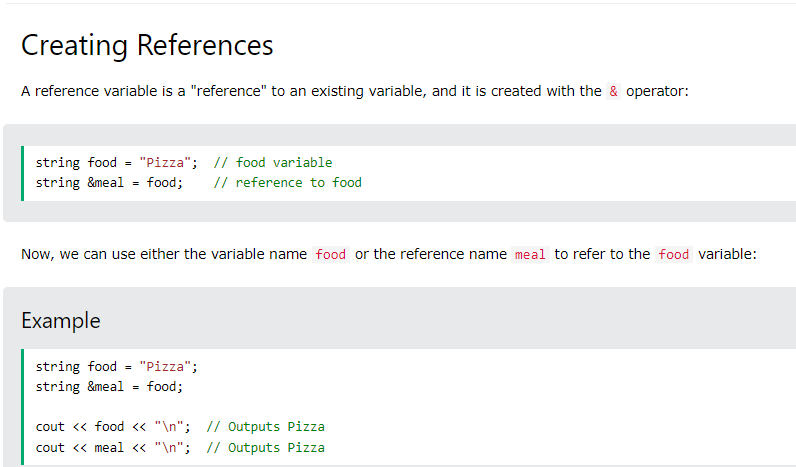 Creating References
A reference variable is a "reference" to an existing variable, and it is created with the & operator:
string food = "Pizza";  // food variable
string &meal = food;    // reference to food
Now, we can use either the variable name food or the reference name meal to refer to the food variable:
Example
string food = "Pizza";
string &meal = food;
cout << food << "\n";  // Outputs Pizza
cout << meal << "\n";  // Outputs Pizza